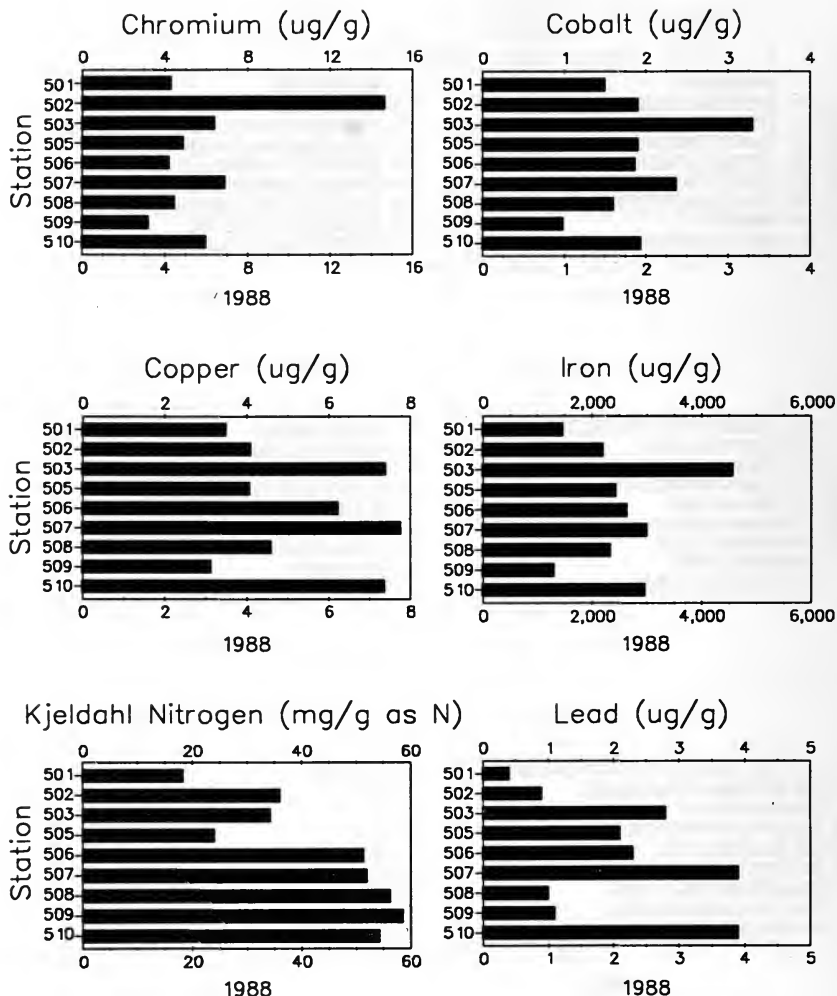 Chromium (ug/g)
0 4 8 12 16
Station
501
502
503
505
506
507
508
509
510
0 4 8 12 16
1988
Cobalt (ug/g)
0 1 2 3 4
501
502
503
505
506
507
508
509
510
0 1 2 3 4
1988
Copper (ug/g)
0 2 4 6 8
Station
501
502
503
505
506
507
508
509
510
0 2 4 6 8
1988
Iron (ug/g)
0 2,000 4,000 6,000
501
502
503
505
506
507
508
509
510
0 2,000 4,000 6,000
1988
Kjeldahl Nitrogen (mg/g as N)
0 20 40 60
Station
501
502
503
505
506
507
508
509
510
0 20 40 60
1988
Lead (ug/g)
0 1 2 3 4 5
501
502
503
505
506
507
508
509
510
0 1 2 3 4 5
1988